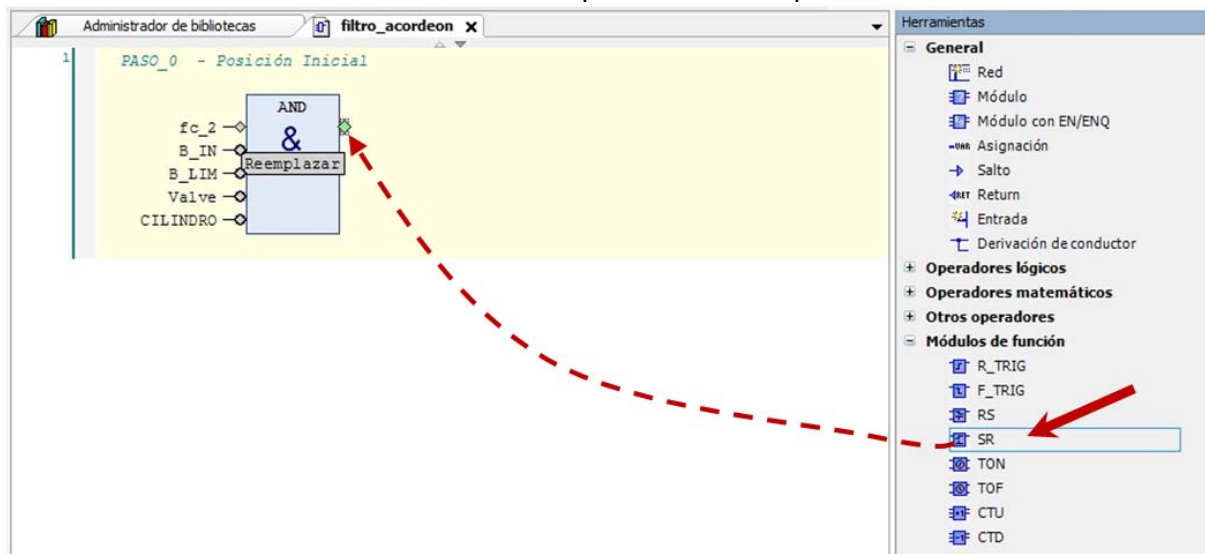 Administrador de bibliotecas
filtro_acordeon X
Herramientas
1
PASO_0 - Posición Inicial
AND
&
fc_2
B_IN
B_LIM
Valve
CILINDRO
Reemplazar
General
Red
Módulo
Módulo con EN/ENQ
-VAR Asignación
Salto
RET Return
Entrada
Derivación de conductor
Operadores lógicos
Operadores matemáticos
Otros operadores
Módulos de función
R_TRIG
F_TRIG
RS
SR
TON
TOF
CTU
CTD